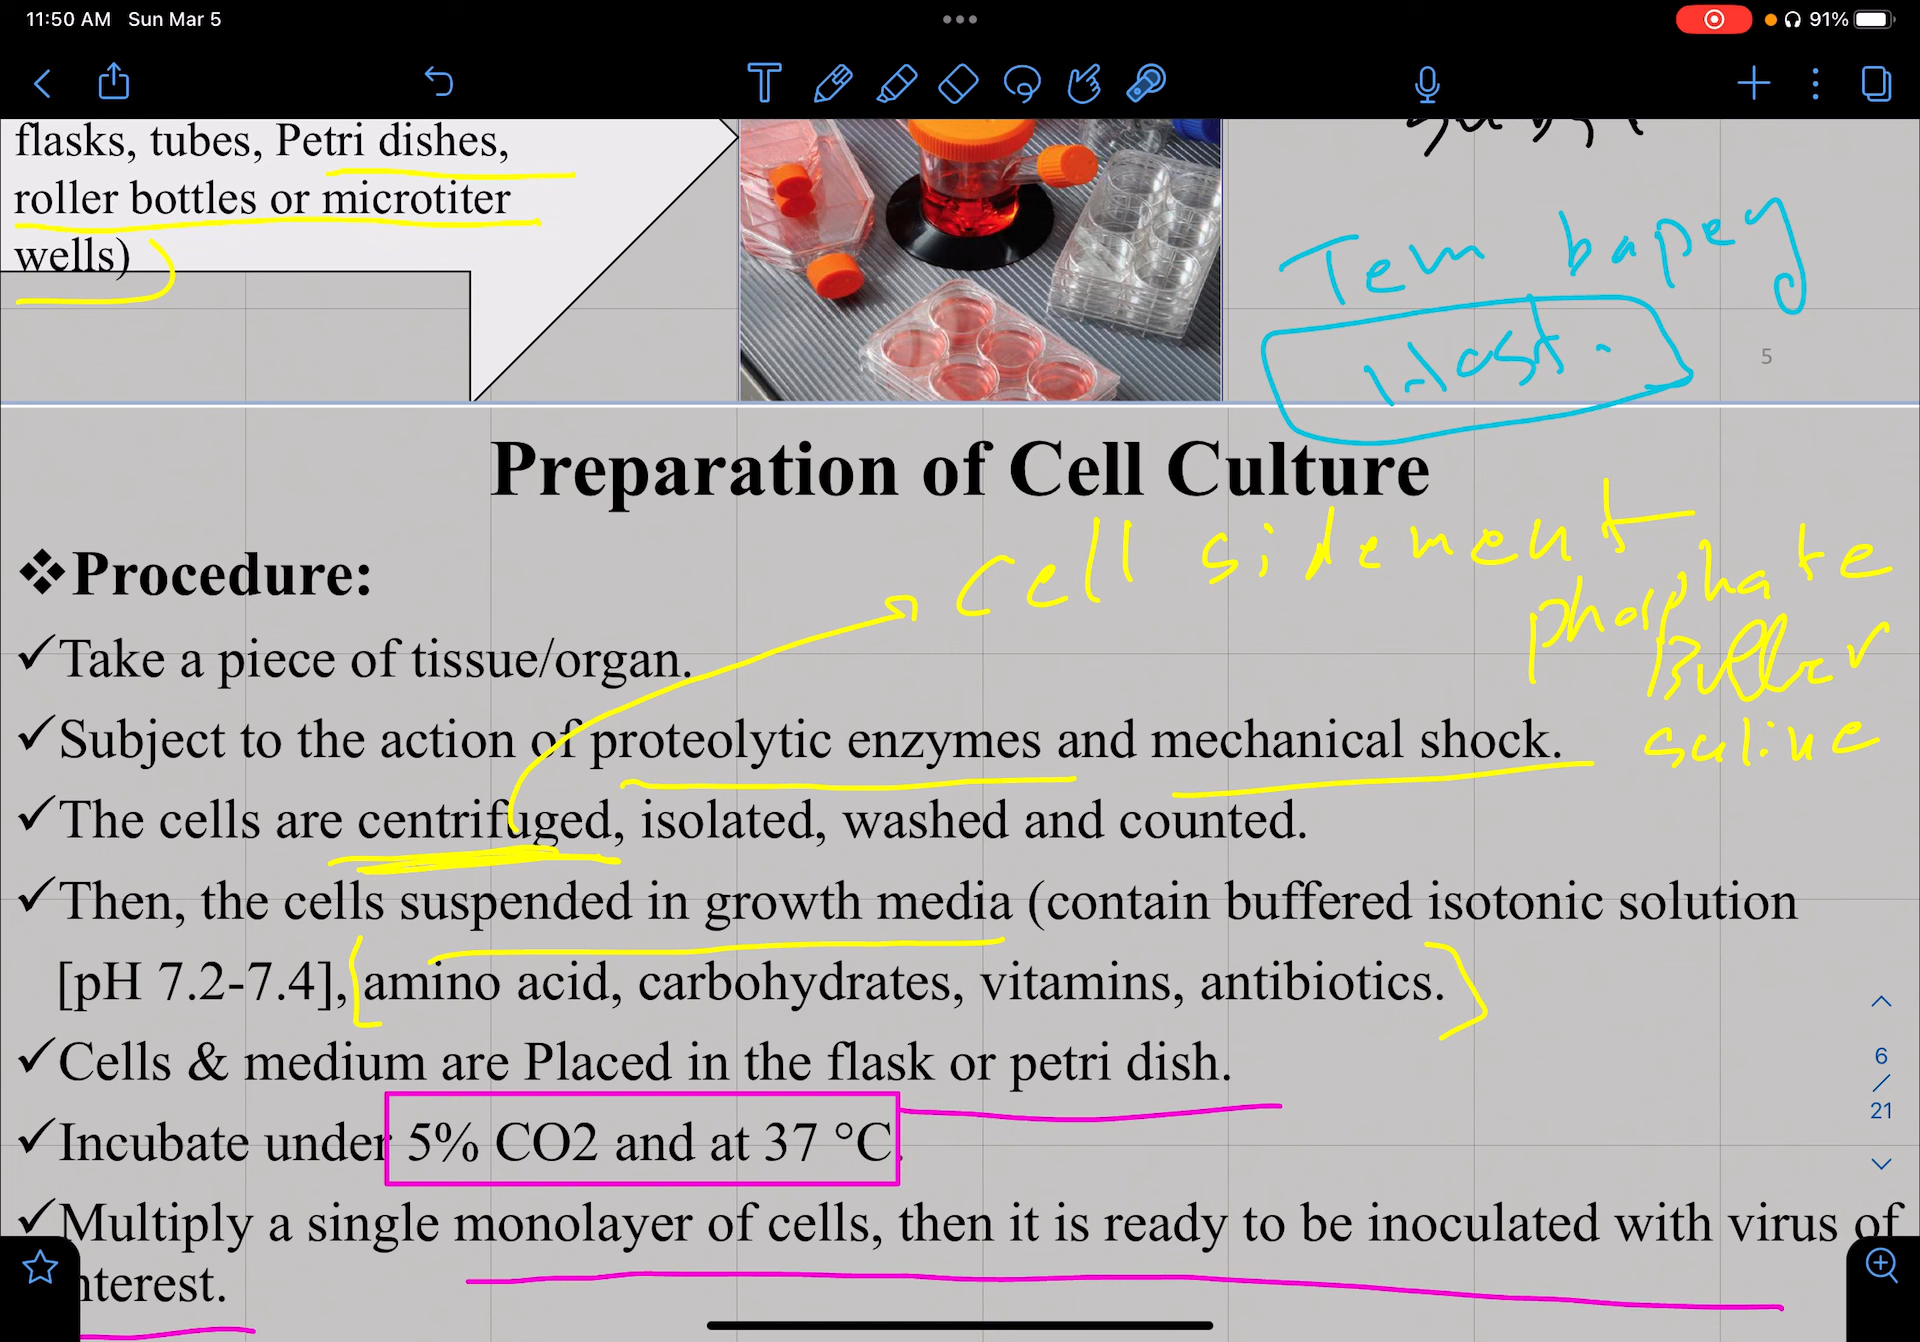 11:50 AM Sun Mar 5
91%
flasks, tubes, Petri dishes,
roller bottles or microtiter
wells)
Host.
5
Preparation of Cell Culture
Cell sidement
phosphate
Buffer
saline
❖Procedure:
✓Take a piece of tissue/organ.
✓Subject to the action of proteolytic enzymes and mechanical shock.
✓The cells are centrifuged, isolated, washed and counted.
✓Then, the cells suspended in growth media (contain buffered isotonic solution
[pH 7.2-7.4], amino acid, carbohydrates, vitamins, antibiotics.
✓Cells & medium are Placed in the flask or petri dish.
✓Incubate under 5% CO2 and at 37 °C.
✓Multiply a single monolayer of cells, then it is ready to be inoculated with virus of
nterest.
6
/
21